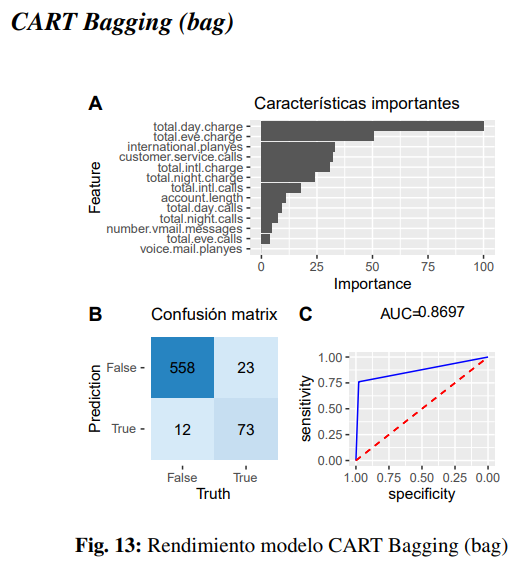 CART Bagging (bag)
A
Características importantes
Feature
total.day.charge
total.eve.charge
international.planyes
customer.service.calls
total.intl.charge
total.night.charge
total.intl.calls
account.length
total.day.calls
total.night.calls
number.vmail.messages
total.eve.calls
voice.mail.planyes
0 25 50 75 100
Importance
B
Confusión matrix
Prediction
False 558 23
True 12 73
False True
Truth
C
AUC=0.8697
sensitivity
1.00
0.75
0.50
0.25
0.00
1.00 0.75 0.50 0.25 0.00
specificity
Fig. 13: Rendimiento modelo CART Bagging (bag)